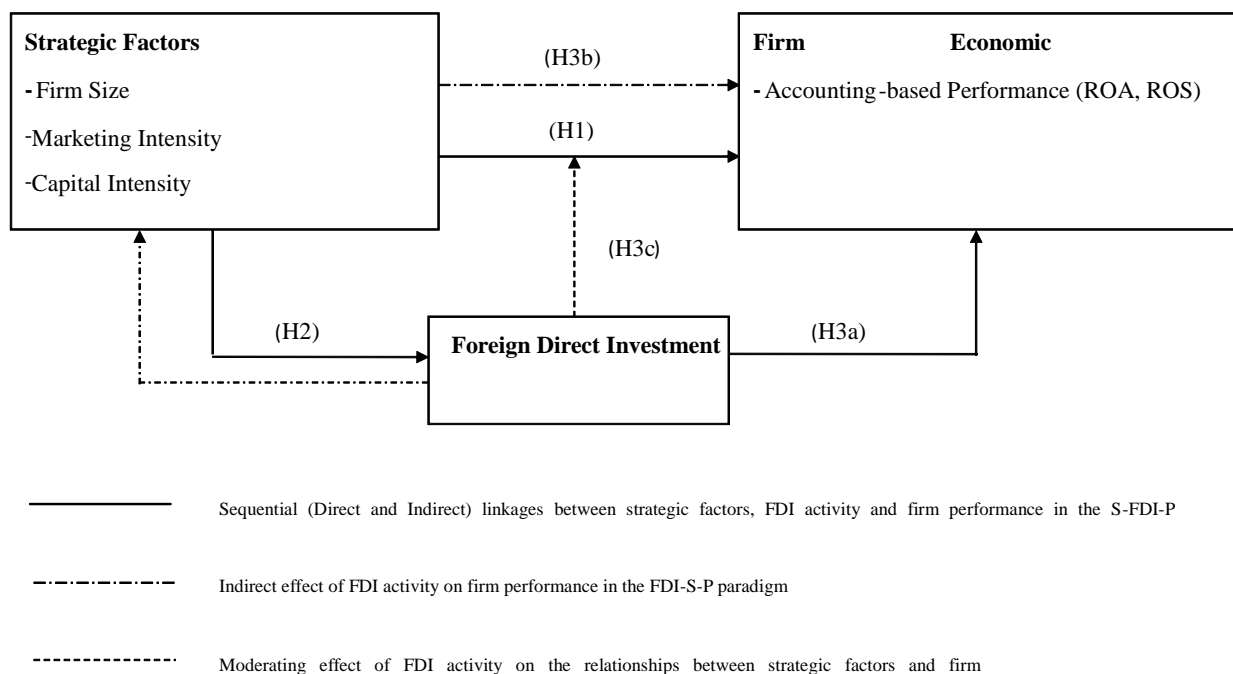 Strategic Factors
- Firm Size
- Marketing Intensity
- Capital Intensity
(H3b)
(H1)
Firm Economic
- Accounting-based Performance (ROA, ROS)
(H3c)
(H2)
Foreign Direct Investment
(H3a)
Sequential (Direct and Indirect) linkages between strategic factors, FDI activity and firm performance in the S-FDI-P
Indirect effect of FDI activity on firm performance in the FDI-S-P paradigm
Moderating effect of FDI activity on the relationships between strategic factors and firm